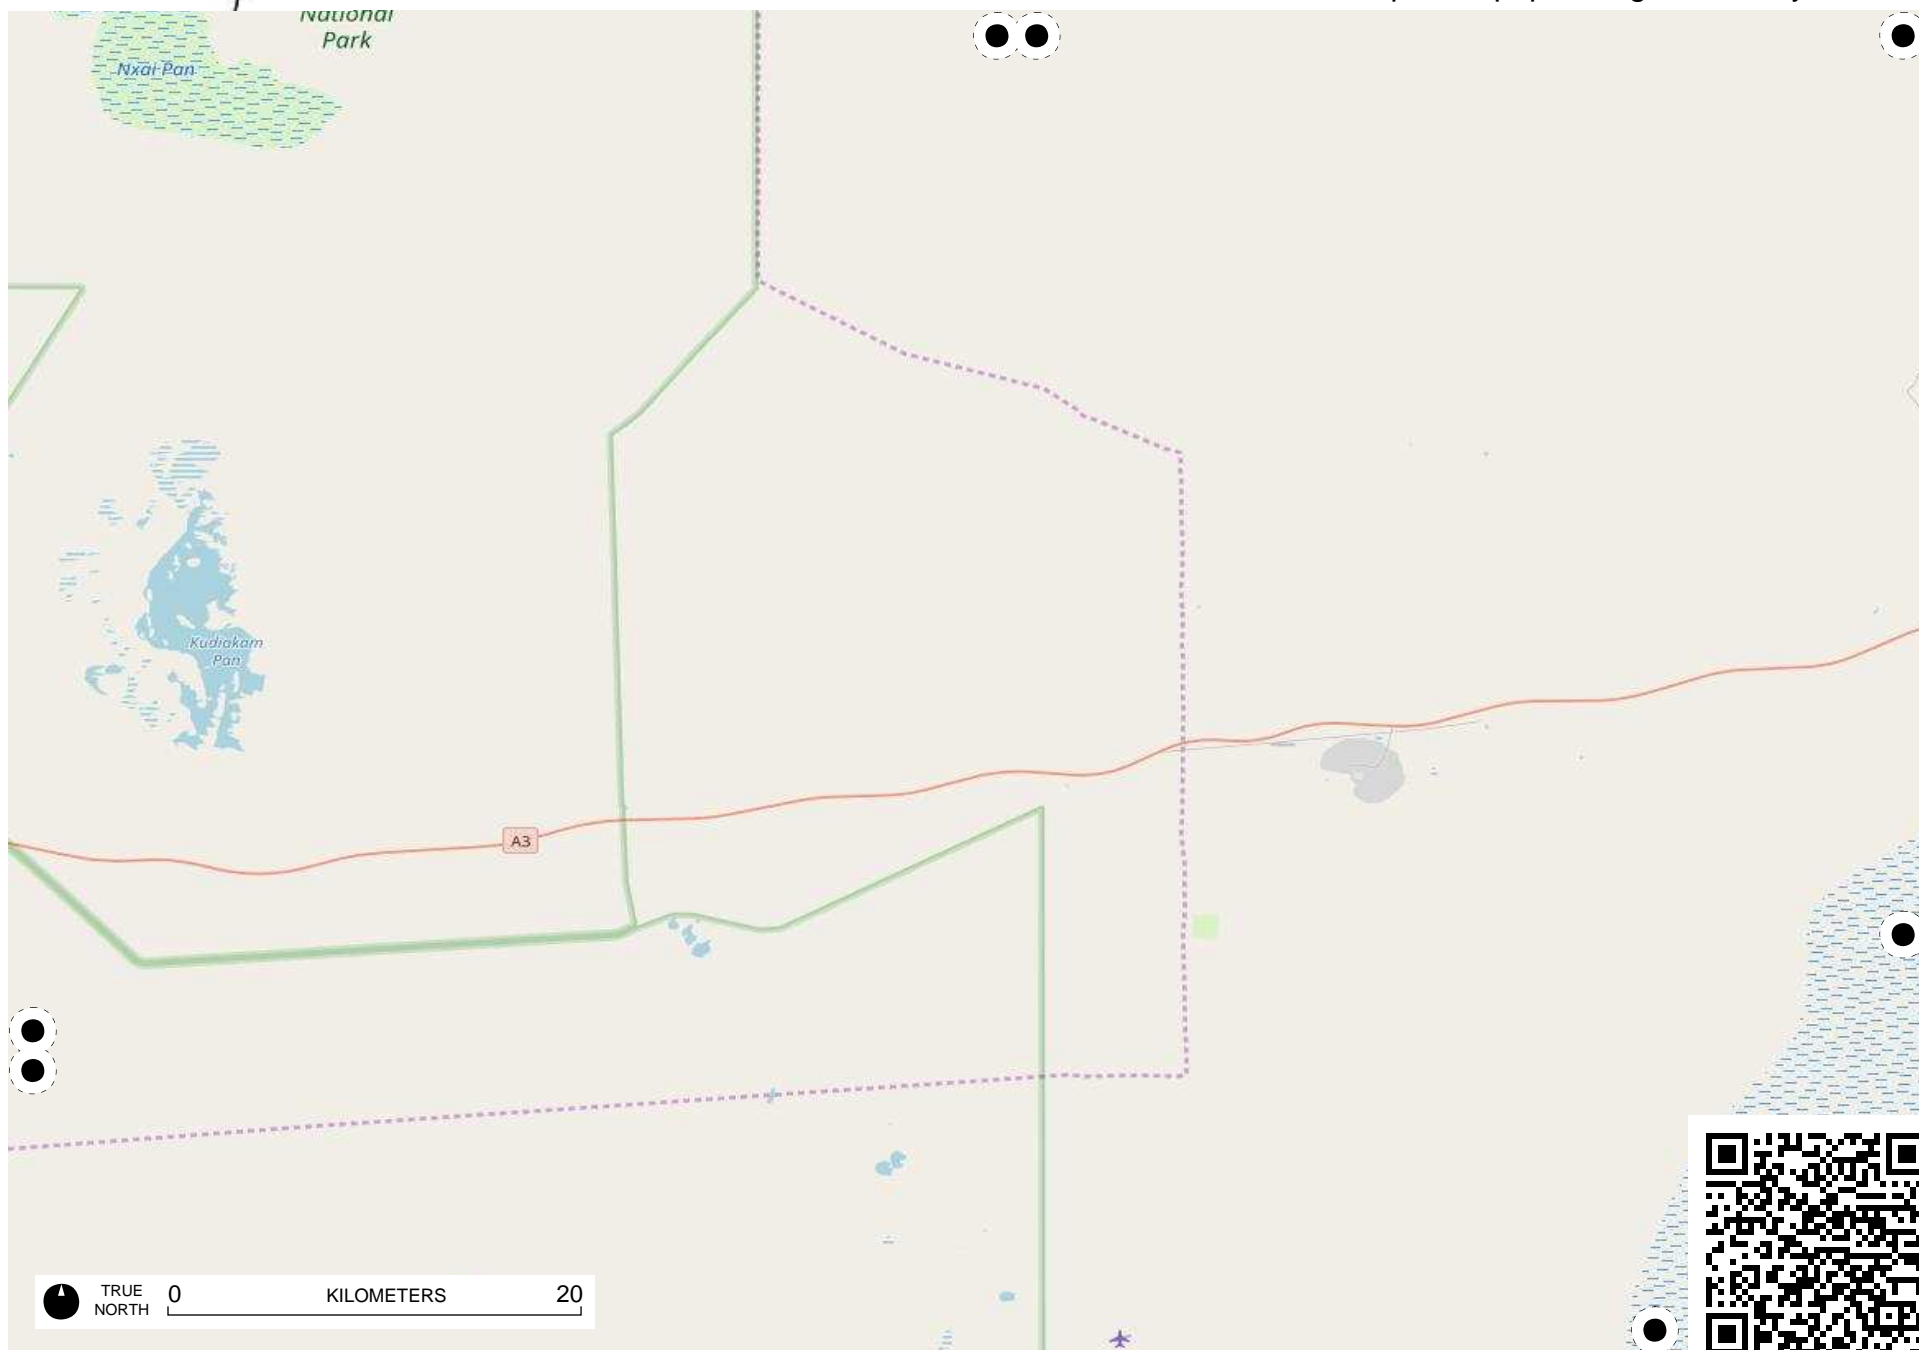 National
Park
Nxai Pan
Kudiakam
Pan
A3
TRUE
NORTH
0 KILOMETERS 20